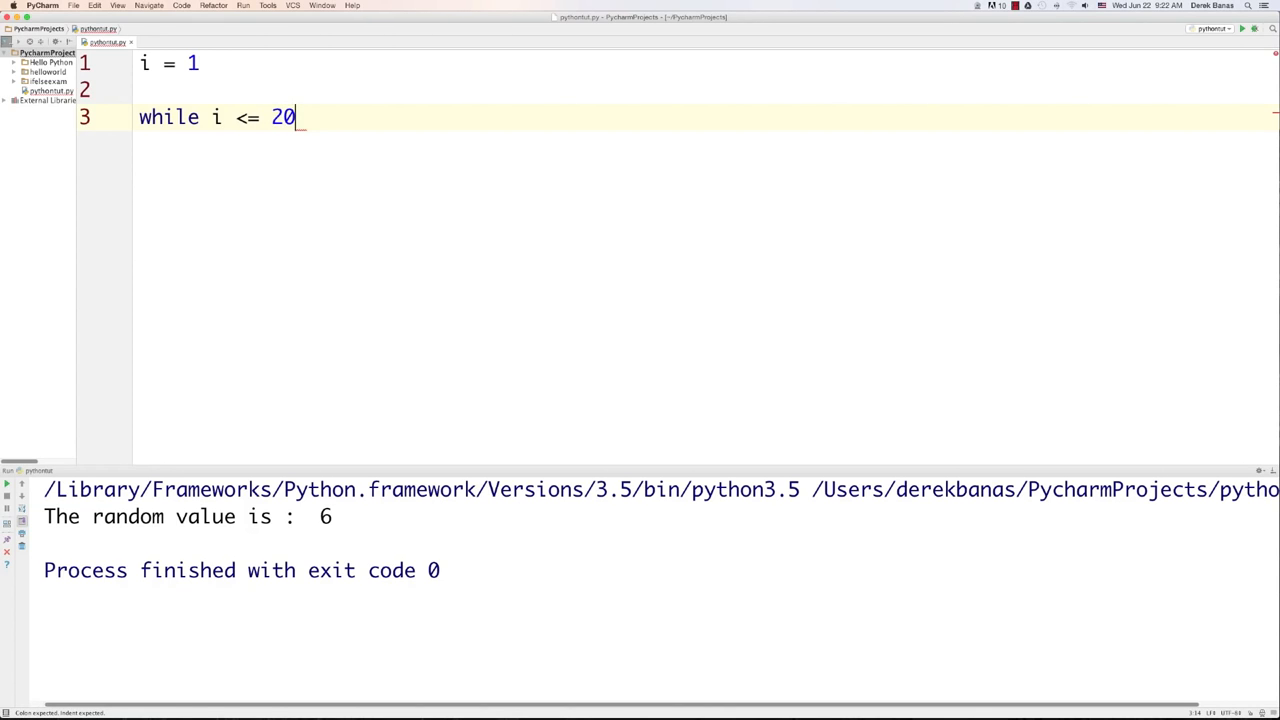 PyCharm File Edit View Navigate Code Refactor Run Tools VCS Window Help 10 Wed Jun 22 9:22 AM Derek Banas
pythontut.py - PycharmProjects - [~/PycharmProjects]
PycharmProjects pythontut.py pythontut
pythontut.py
PycharmProject
Hello Python
helloworld
ifelseexam
pythontut.py
External Librarie
1 i = 1
2
3 while i <= 20
Run pythontut
/Library/Frameworks/Python.framework/Versions/3.5/bin/python3.5 /Users/derekbanas/PycharmProjects/pytho
The random value is :  6
Process finished with exit code 0
Colon expected. Indent expected. 3:14 LF÷ UTF-8÷